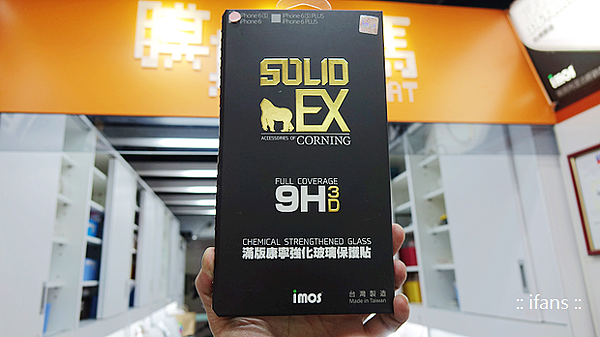 iPhone 6(S)
iPhone 6
iPhone 6(S) PLUS
iPhone 6 PLUS
SOLID
EX
ACCESSORIES OF CORNING
FULL COVERAGE
9H 3D
CHEMICAL STRENGTHENED GLASS
滿版康寧強化玻璃保護貼
imos
台灣製造
Made in Taiwan
imos
:: ifans ::